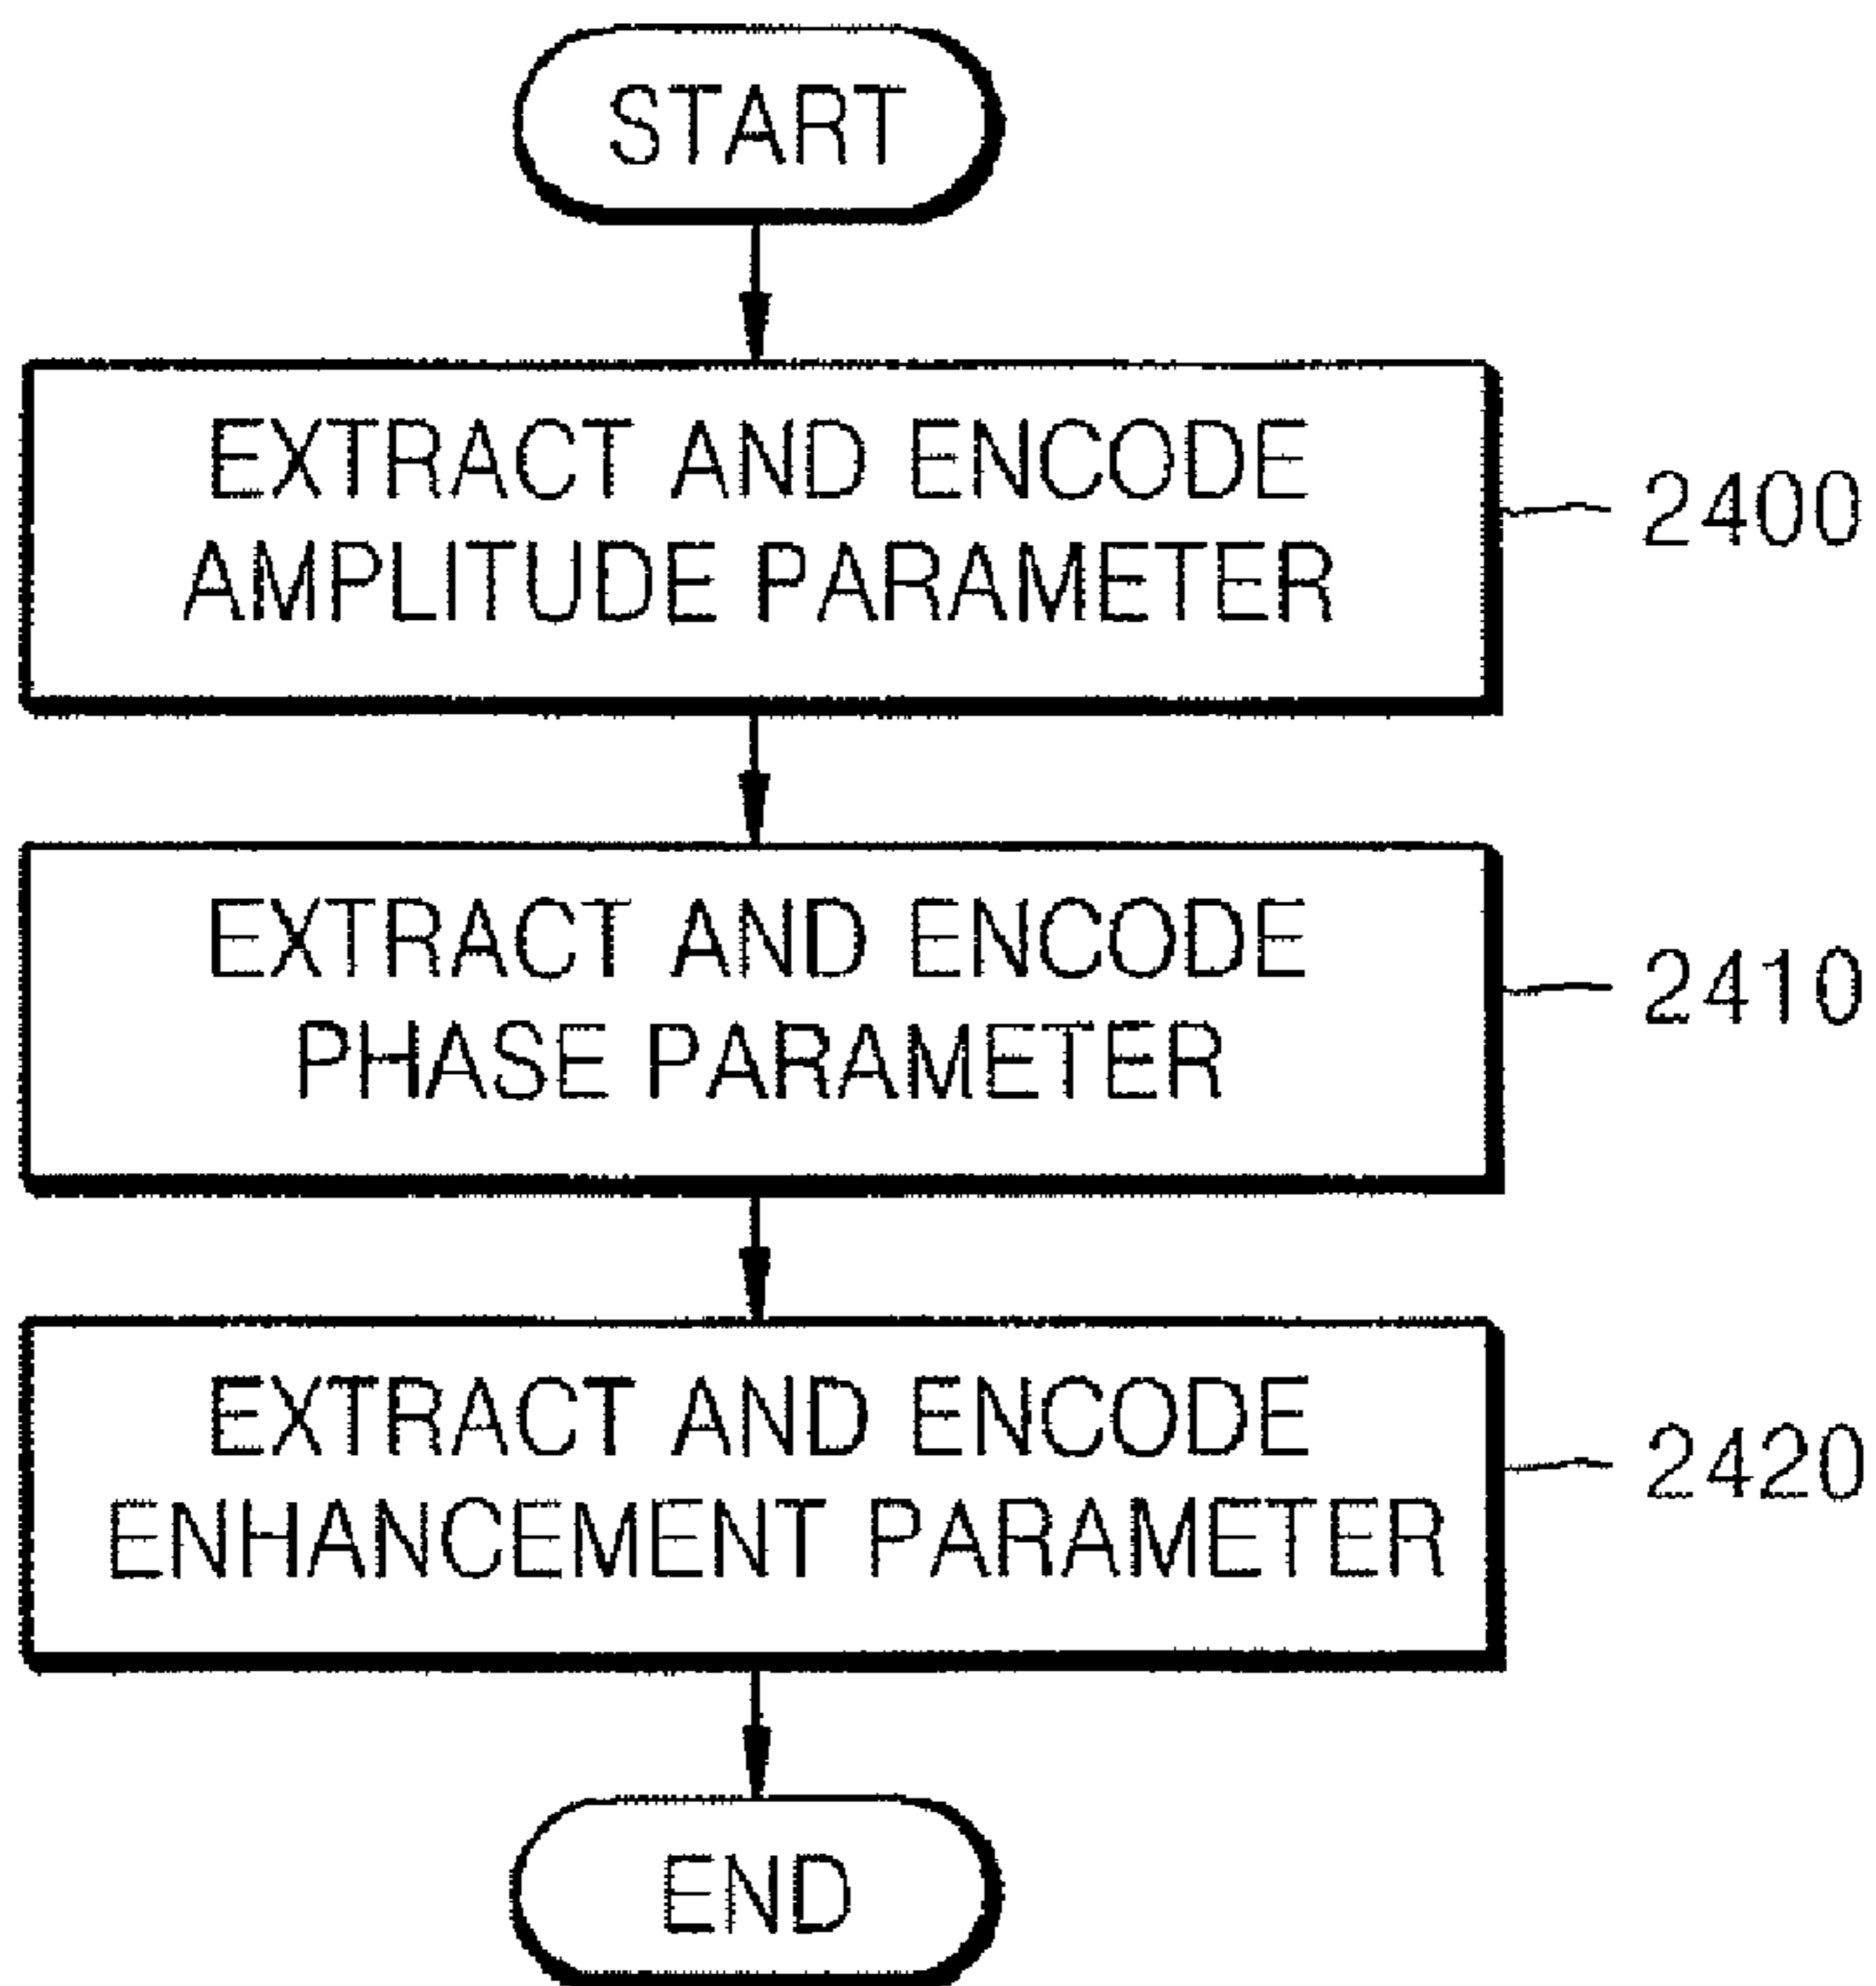 START
EXTRACT AND ENCODE
AMPLITUDE PARAMETER
2400
EXTRACT AND ENCODE
PHASE PARAMETER
2410
EXTRACT AND ENCODE
ENHANCEMENT PARAMETER
2420
END